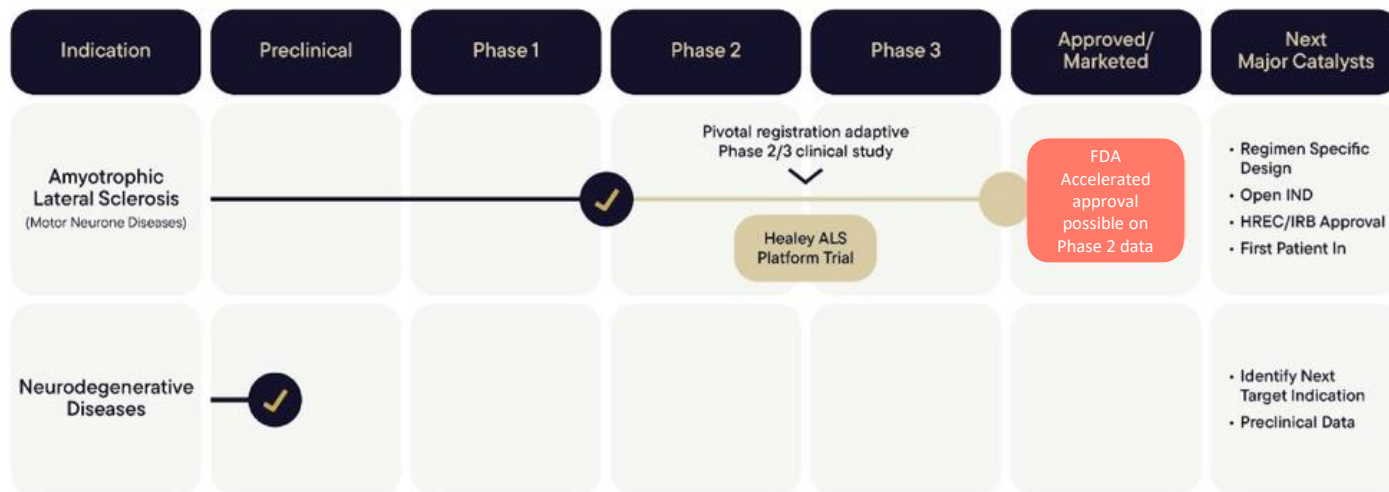 Indication
Preclinical
Phase 1
Phase 2
Phase 3
Approved/
Marketed
Next
Major Catalysts
Amyotrophic
Lateral Sclerosis
(Motor Neurone Diseases)
Pivotal registration adaptive
Phase 2/3 clinical study
Healey ALS
Platform Trial
FDA
Accelerated
approval
possible on
Phase 2 data
• Regimen Specific
Design
• Open IND
• HREC/IRB Approval
• First Patient In
Neurodegenerative
Diseases
• Identify Next
Target Indication
• Preclinical Data